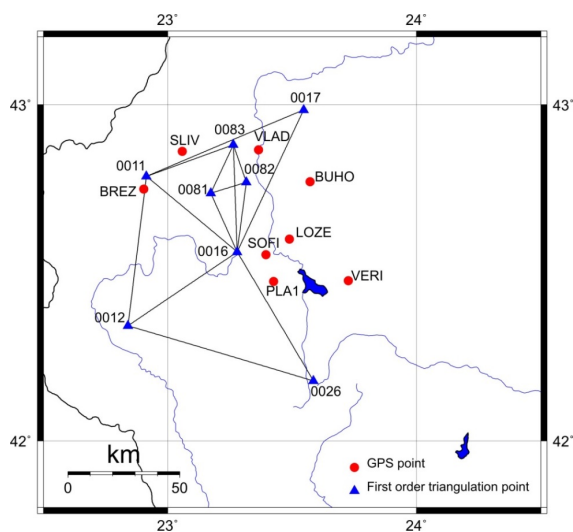 23° 24°
0017
43° 43°
0083
SLIV VLAD
0011 0082
BUHO
BREZ 0081
LOZE
0016 SOFI
PLA1 VERI
0012
0026
42° 42°
km
GPS point
0 50
First order triangulation point
23° 24°